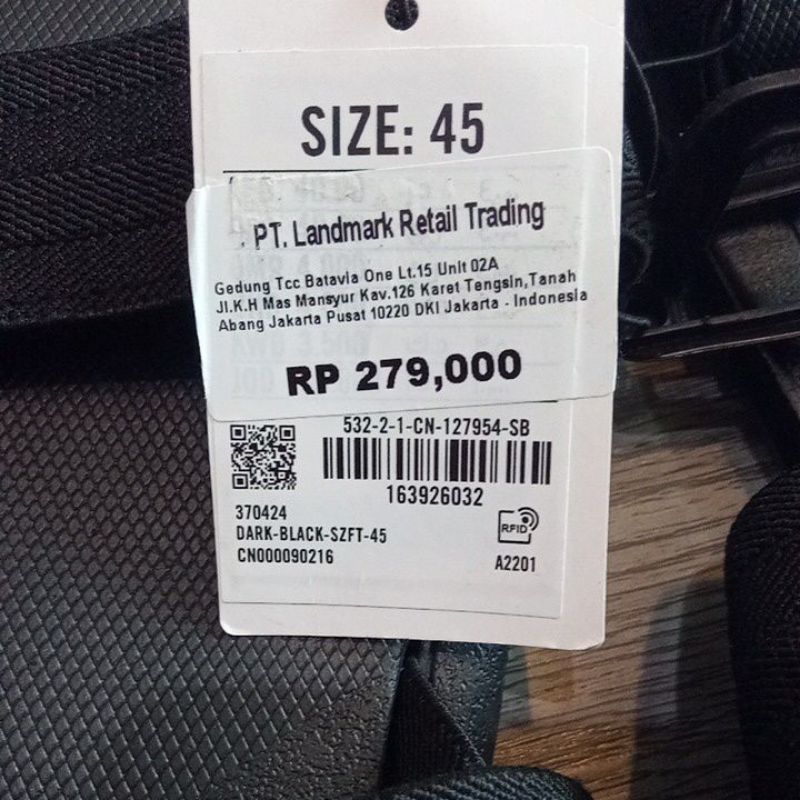 SIZE: 45
PT. Landmark Retail Trading
Gedung Tcc Batavia One Lt.15 Unit 02A
Jl.K.H Mas Mansyur Kav.126 Karet Tengsin,Tanah
Abang Jakarta Pusat 10220 DKI Jakarta - Indonesia
RP 279,000
532-2-1-CN-127954-SB
163926032
370424
DARK-BLACK-SZFT-45
CN000090216
RFID
A2201